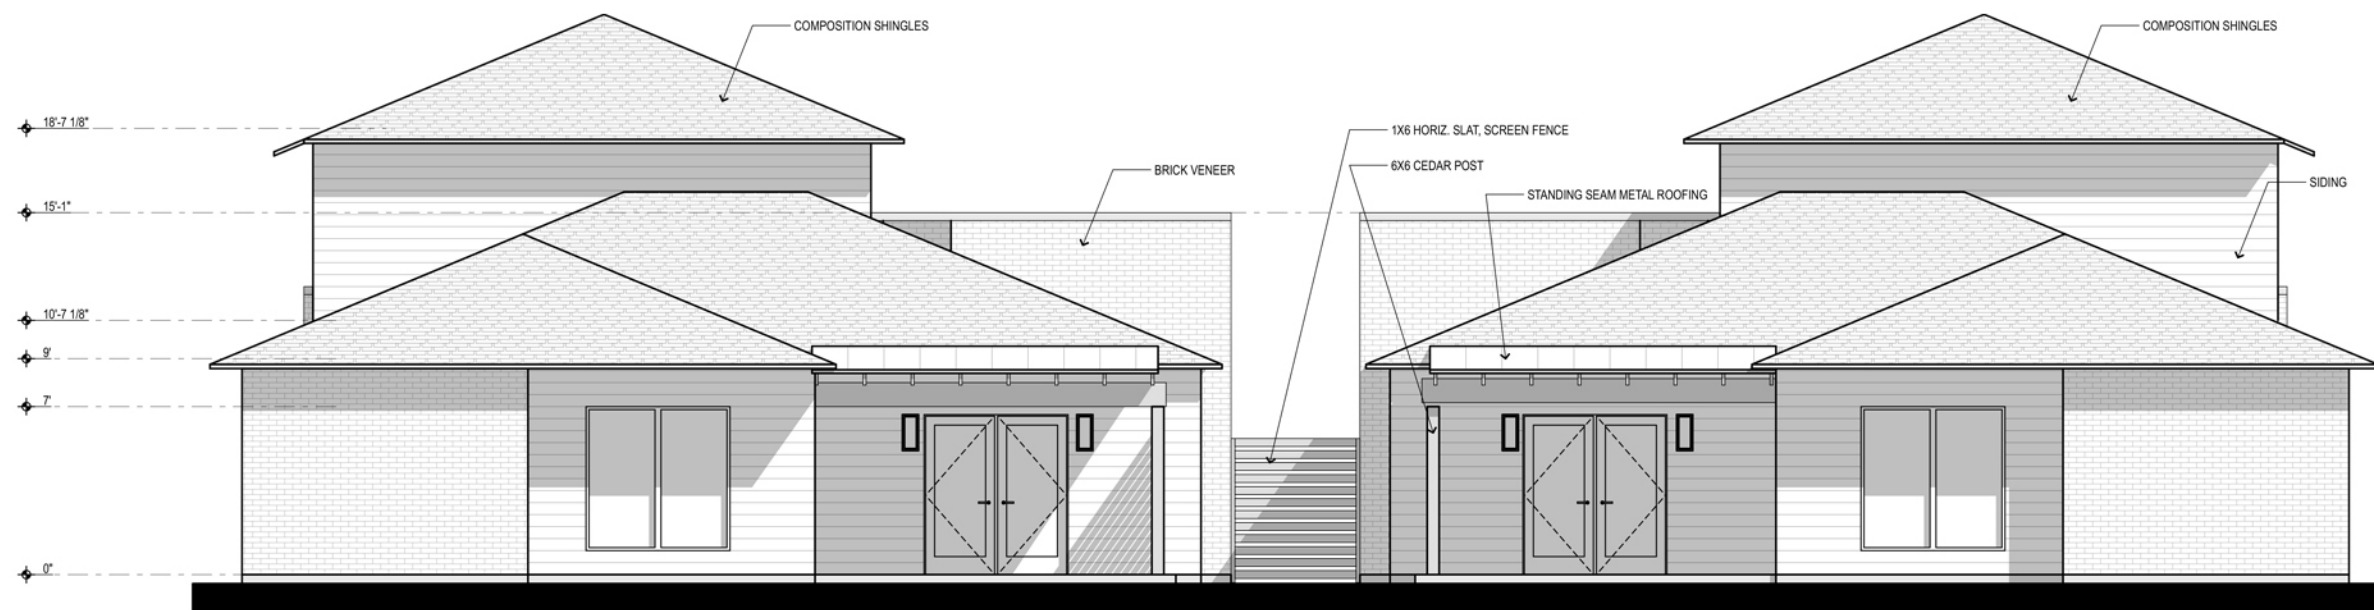 COMPOSITION SHINGLES
COMPOSITION SHINGLES
18'-7 1/8"
1X6 HORIZ. SLAT, SCREEN FENCE
BRICK VENEER
6X6 CEDAR POST
SIDING
STANDING SEAM METAL ROOFING
15'-1"
10'-7 1/8"
9'
7'
0"